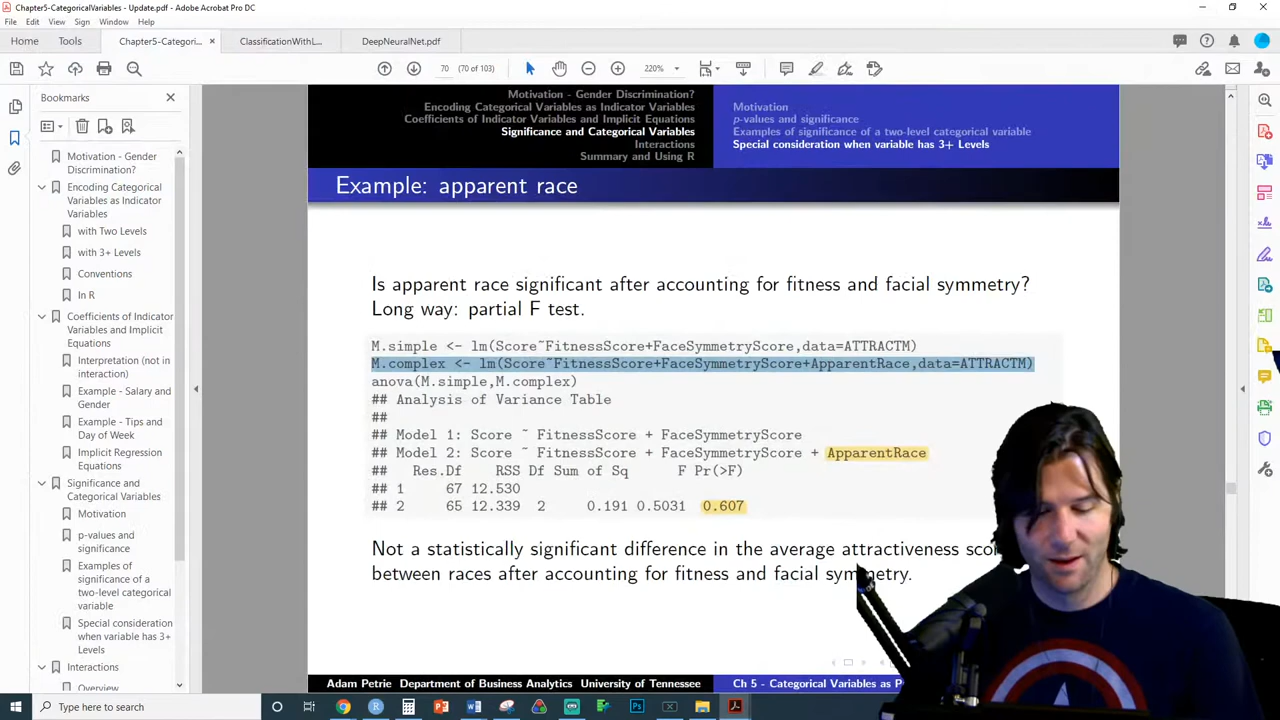 Chapter5-CategoricalVariables - Update.pdf - Adobe Acrobat Pro DC
File Edit View Sign Window Help
Home Tools Chapter5-Categori... × ClassificationWithL... DeepNeuralNet.pdf
70 (70 of 103) 220%
Bookmarks
Motivation - Gender
Discrimination?
Encoding Categorical
Variables as Indicator
Variables
with Two Levels
with 3+ Levels
Conventions
In R
Coefficients of Indicator
Variables and Implicit
Equations
Interpretation (not in
interaction)
Example - Salary and
Gender
Example - Tips and
Day of Week
Implicit Regression
Equations
Significance and
Categorical Variables
Motivation
p-values and
significance
Examples of
significance of a
two-level categorical
variable
Special consideration
when variable has 3+
Levels
Interactions
Overview
Motivation - Gender Discrimination?
Encoding Categorical Variables as Indicator Variables
Coefficients of Indicator Variables and Implicit Equations
Significance and Categorical Variables
Interactions
Summary and Using R
Motivation
p-values and significance
Examples of significance of a two-level categorical variable
Special consideration when variable has 3+ Levels
Example: apparent race
Is apparent race significant after accounting for fitness and facial symmetry?
Long way: partial F test.
M.simple <- lm(Score~FitnessScore+FaceSymmetryScore,data=ATTRACTM)
M.complex <- lm(Score~FitnessScore+FaceSymmetryScore+ApparentRace,data=ATTRACTM)
anova(M.simple,M.complex)
## Analysis of Variance Table
##
## Model 1: Score ~ FitnessScore + FaceSymmetryScore
## Model 2: Score ~ FitnessScore + FaceSymmetryScore + ApparentRace
## Res.Df RSS Df Sum of Sq F Pr(>F)
## 1 67 12.530
## 2 65 12.339 2 0.191 0.5031 0.607
Not a statistically significant difference in the average attractiveness
between races after accounting for fitness and facial symmetry.
Adam Petrie Department of Business Analytics University of Tennessee
Ch 5 - Categorical Variables as
Type here to search